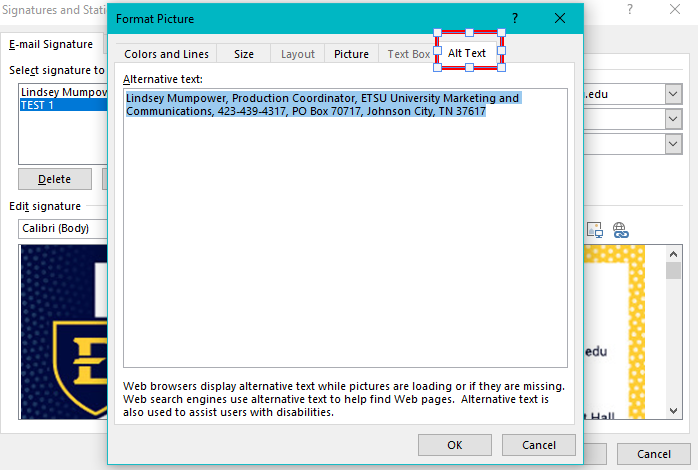 Signatures and Stati
Format Picture
E-mail Signature
Colors and Lines
Size
Layout
Picture
Text Box
Alt Text
Select signature to
Alternative text:
Lindsey Mumpow
TEST 1
Lindsey Mumpower, Production Coordinator, ETSU University Marketing and
Communications, 423-439-4317, PO Box 70717, Johnson City, TN 37617
.edu
Delete
Edit signature
Calibri (Body)
edu
t Hall
Web browsers display alternative text while pictures are loading or if they are missing.
Web search engines use alternative text to help find Web pages. Alternative text is
also used to assist users with disabilities.
OK
Cancel
Cancel